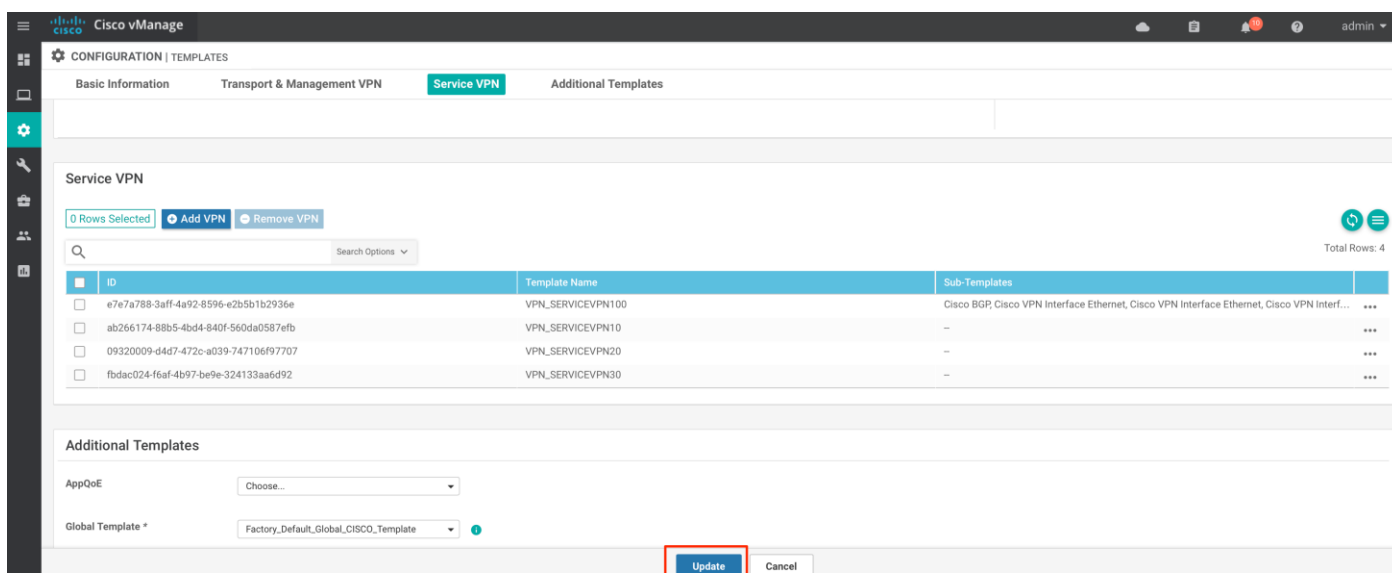 cisco Cisco vManage 10 admin
CONFIGURATION | TEMPLATES
Basic Information Transport & Management VPN Service VPN Additional Templates
Service VPN
0 Rows Selected Add VPN Remove VPN
Search Options Total Rows: 4
ID Template Name Sub-Templates
e7e7a788-3aff-4a92-8596-e2b5b1b2936e VPN_SERVICEVPN100 Cisco BGP, Cisco VPN Interface Ethernet, Cisco VPN Interface Ethernet, Cisco VPN Interf...
ab266174-88b5-4bd4-840f-560da0587efb VPN_SERVICEVPN10 –
09320009-d4d7-472c-a039-747106f97707 VPN_SERVICEVPN20 –
fbdac024-f6af-4b97-be9e-324133aa6d92 VPN_SERVICEVPN30 –
Additional Templates
AppQoE Choose...
Global Template * Factory_Default_Global_CISCO_Template
Update Cancel